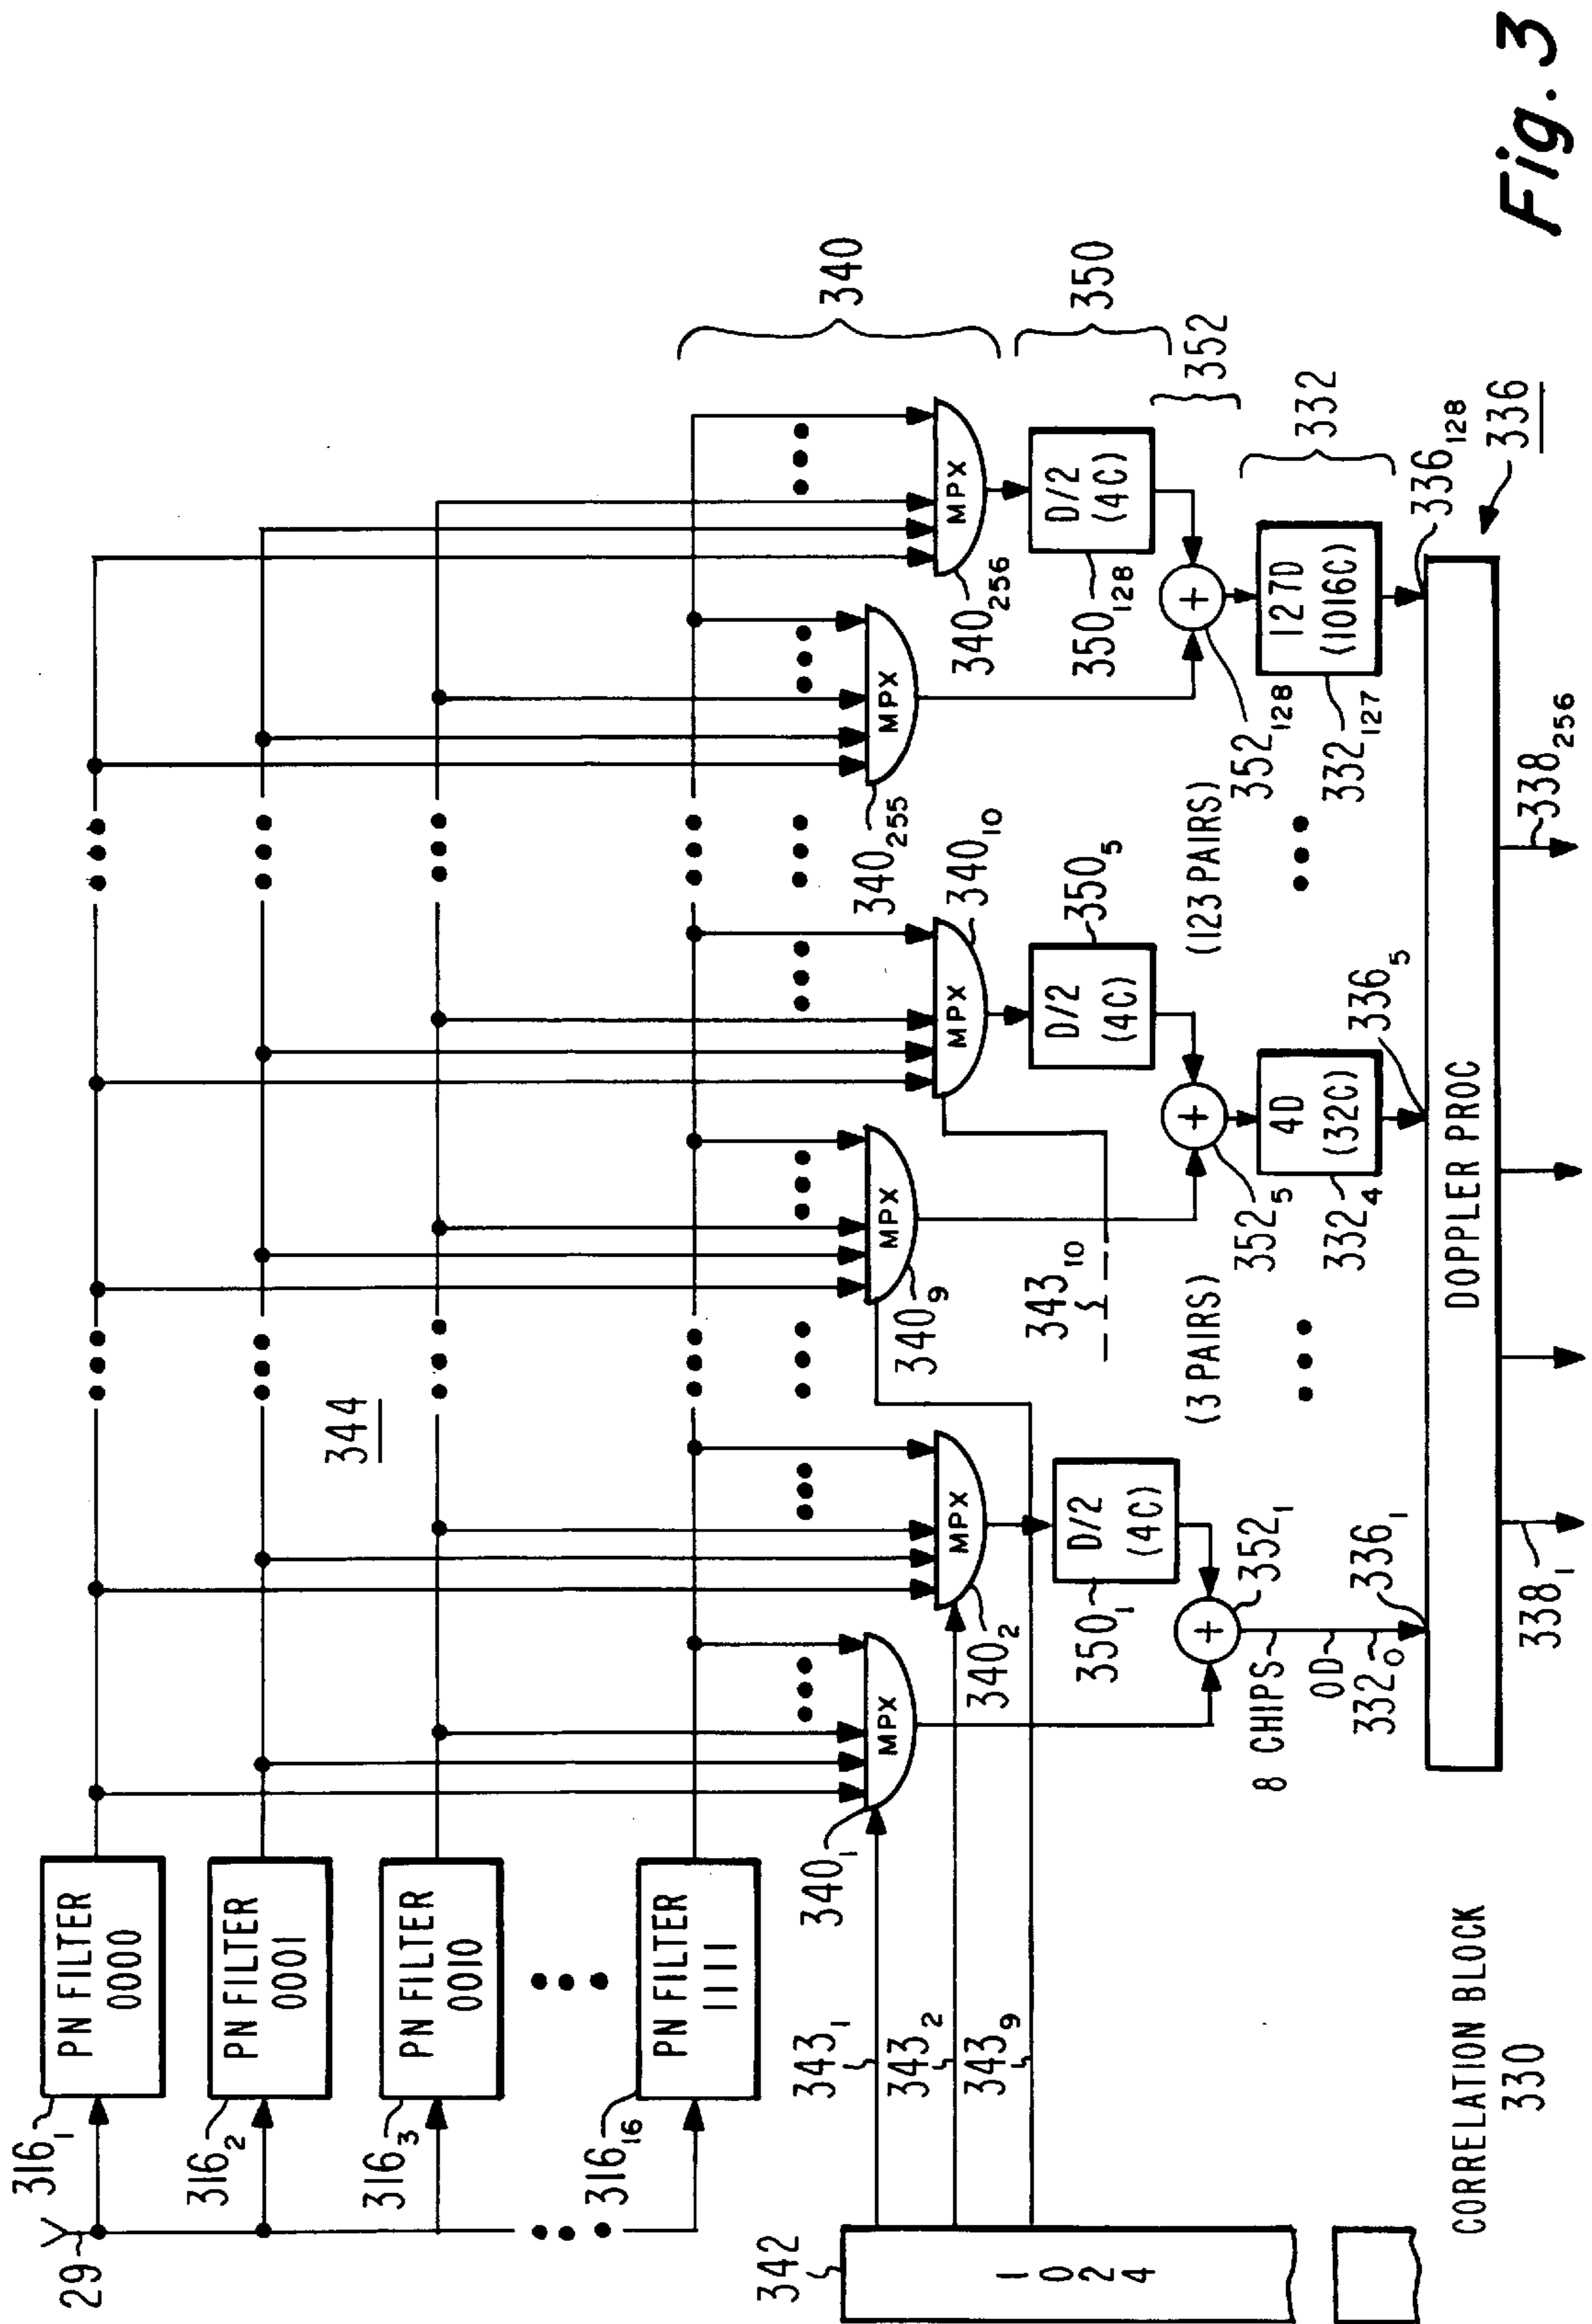 29
316₁
PN FILTER
0000
316₂
PN FILTER
0001
316₃
PN FILTER
0010
316₁₆
PN FILTER
1111
344
340
342
1024
343₁
343₂
343₉
343₁₀
340₁
MPX
340₂
MPX
340₉
MPX
340₁₀
MPX
340₂₅₅
MPX
340₂₅₆
MPX
350
350₁
D/2
(4C)
350₅
D/2
(4C)
350₁₂₈
D/2
(4C)
352
352₁
+
352₅
+
352₁₂₈
+
8 CHIPS
0D
332₀
(3 PAIRS)
(123 PAIRS)
332
332₄
4D
(32C)
332₁₂₇
127D
(1016C)
336₁
336₅
336₁₂₈
336
DOPPLER PROC
338₁
338₂₅₆
CORRELATION BLOCK
330
Fig. 3